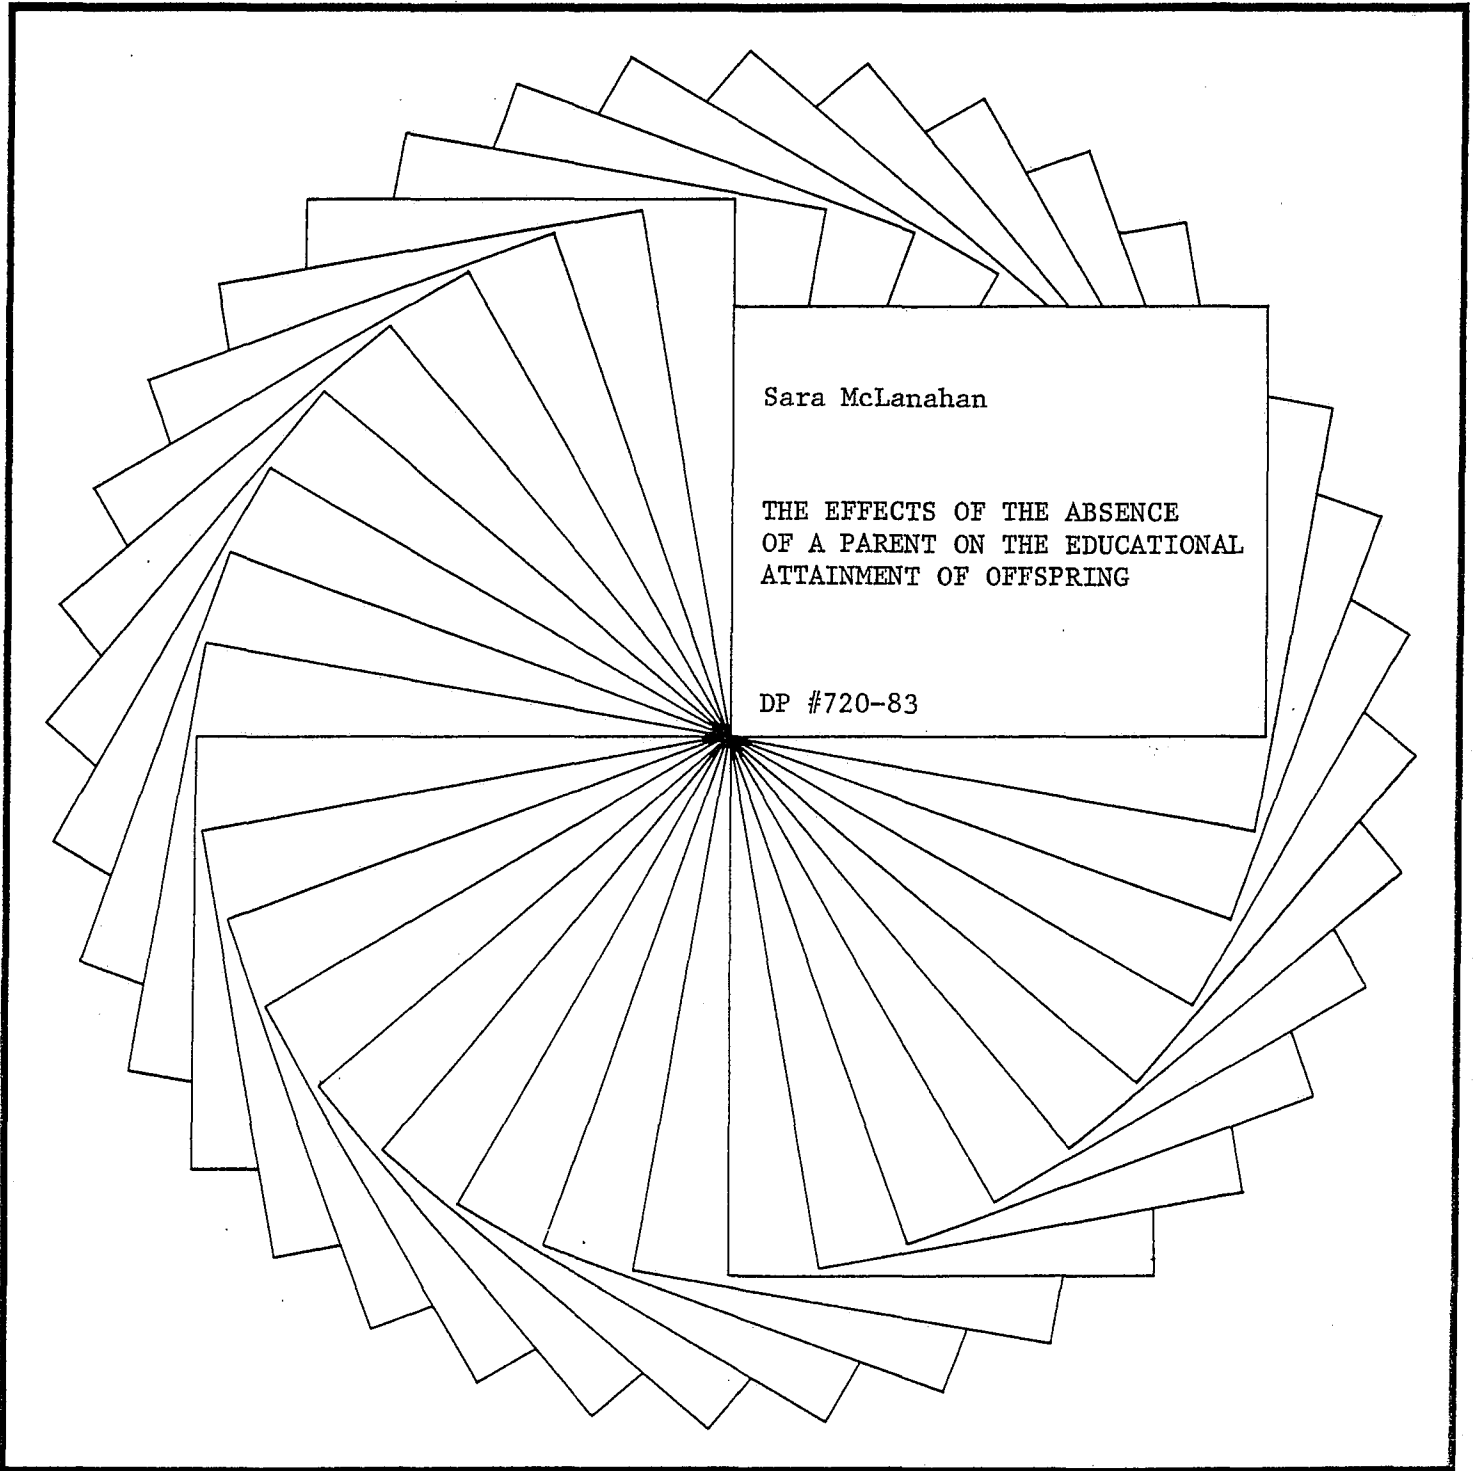 Sara McLanahan
THE EFFECTS OF THE ABSENCE
OF A PARENT ON THE EDUCATIONAL
ATTAINMENT OF OFFSPRING
DP #720-83